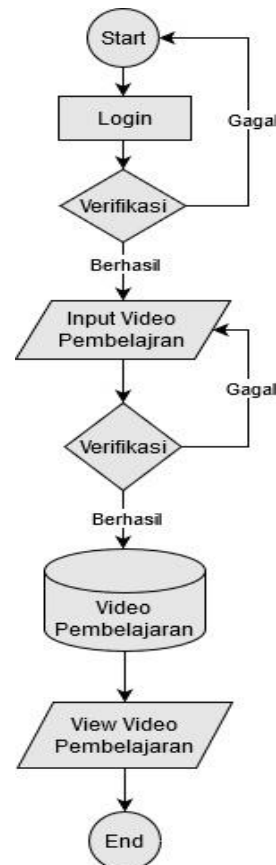 Start
Gagal
Login
Verifikasi
Berhasil
Input Video
Pembelajran
Gagal
Verifikasi
Berhasil
Video
Pembelajaran
View Video
Pembelajaran
End